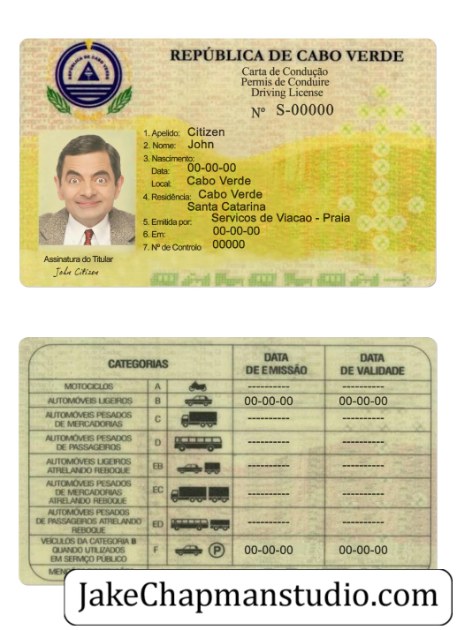 REPÚBLICA DE CABO VERDE
Carta de Condução
Permis de Conduire
Driving License
Nº S-00000
1. Apelido: Citizen
2. Nome: John
3. Nascimento:
Data: 00-00-00
Local: Cabo Verde
4. Residência: Cabo Verde
Santa Catarina
5. Emitida por: Servicos de Viacao - Praia
6. Em: 00-00-00
7. Nº de Controlo 00000
Assinatura do Titular
John Citizen
CATEGORIAS DATA DE EMISSÃO DATA DE VALIDADE
MOTOCICLOS A ---------- ----------
AUTOMÓVEIS LIGEIROS B 00-00-00 00-00-00
AUTOMÓVEIS PESADOS
DE MERCADORIAS C ---------- ----------
AUTOMÓVEIS PESADOS
DE PASSAGEIROS D ---------- ----------
AUTOMÓVEIS LIGEIROS
ATRELANDO REBOQUE EB ---------- ----------
AUTOMÓVEIS PESADOS
DE MERCADORIAS
ATRELANDO REBOQUE EC ---------- ----------
AUTOMÓVEIS PESADOS
DE PASSAGEIROS ATRELANDO
REBOQUE ED ---------- ----------
VEÍCULOS DA CATEGORIA B
QUANDO UTILIZADOS
EM SERVIÇO PÚBLICO F P 00-00-00 00-00-00
JakeChapmanstudio.com